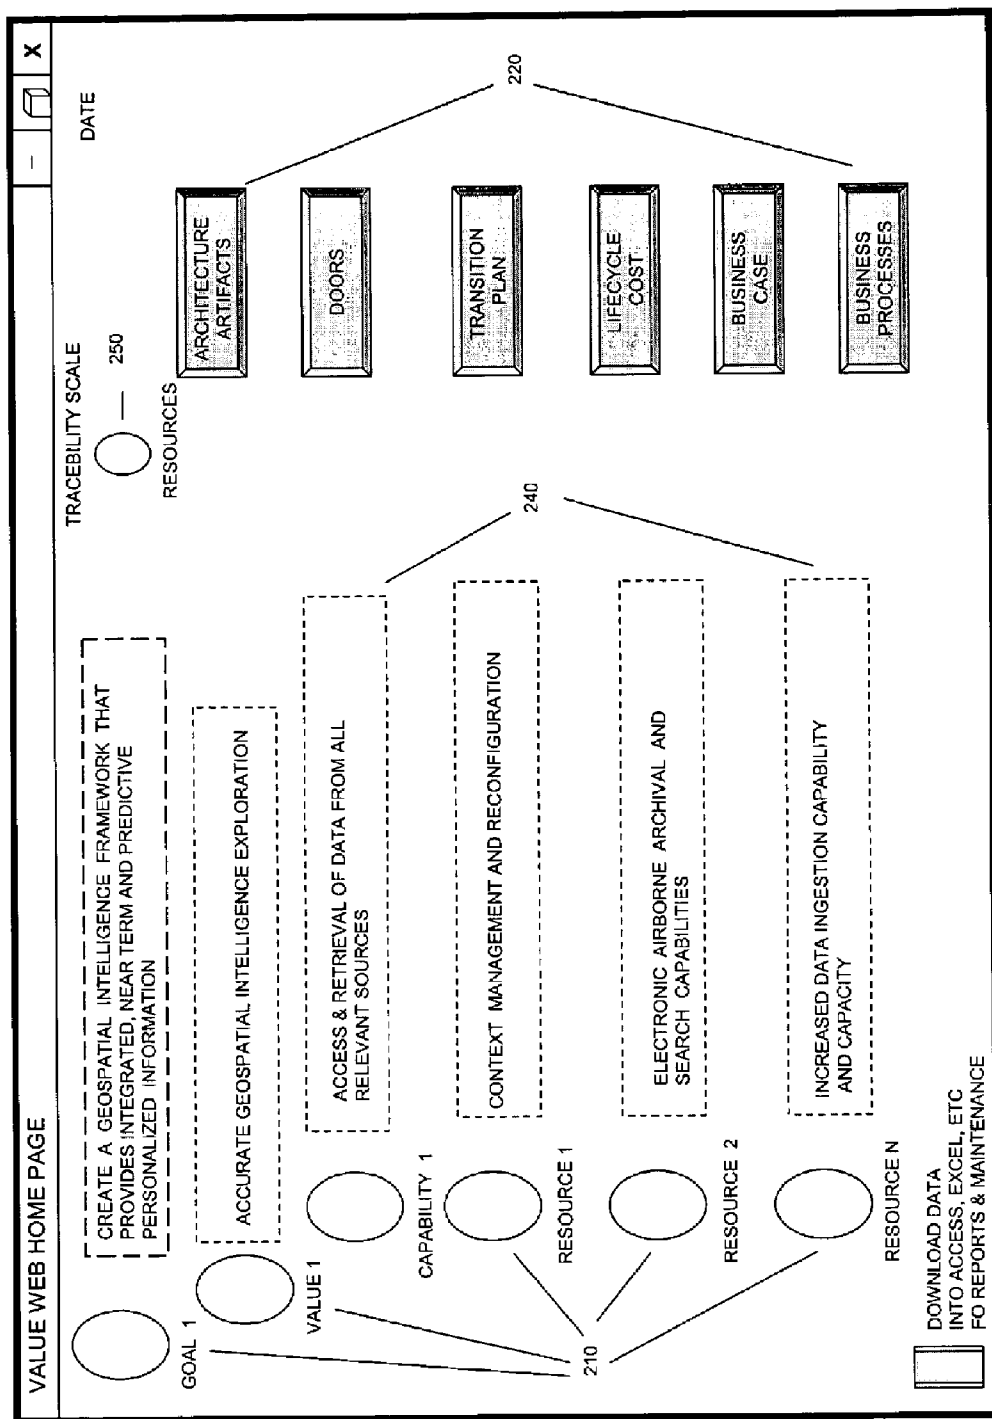 VALUE WEB HOME PAGE
–
X
TRACEBILITY SCALE
DATE
250
RESOURCES
GOAL 1
CREATE A GEOSPATIAL INTELLIGENCE FRAMEWORK THAT
PROVIDES INTEGRATED, NEAR TERM AND PREDICTIVE
PERSONALIZED INFORMATION
VALUE 1
ACCURATE GEOSPATIAL INTELLIGENCE EXPLORATION
CAPABILITY 1
ACCESS & RETRIEVAL OF DATA FROM ALL
RELEVANT SOURCES
RESOURCE 1
CONTEXT MANAGEMENT AND RECONFIGURATION
RESOURCE 2
ELECTRONIC AIRBORNE ARCHIVAL AND
SEARCH CAPABILITIES
RESOURCE N
INCREASED DATA INGESTION CAPABILITY
AND CAPACITY
210
240
ARCHITECTURE
ARTIFACTS
DOORS
TRANSITION
PLAN
LIFECYCLE
COST
BUSINESS
CASE
BUSINESS
PROCESSES
220
DOWNLOAD DATA
INTO ACCESS, EXCEL, ETC
FO REPORTS & MAINTENANCE